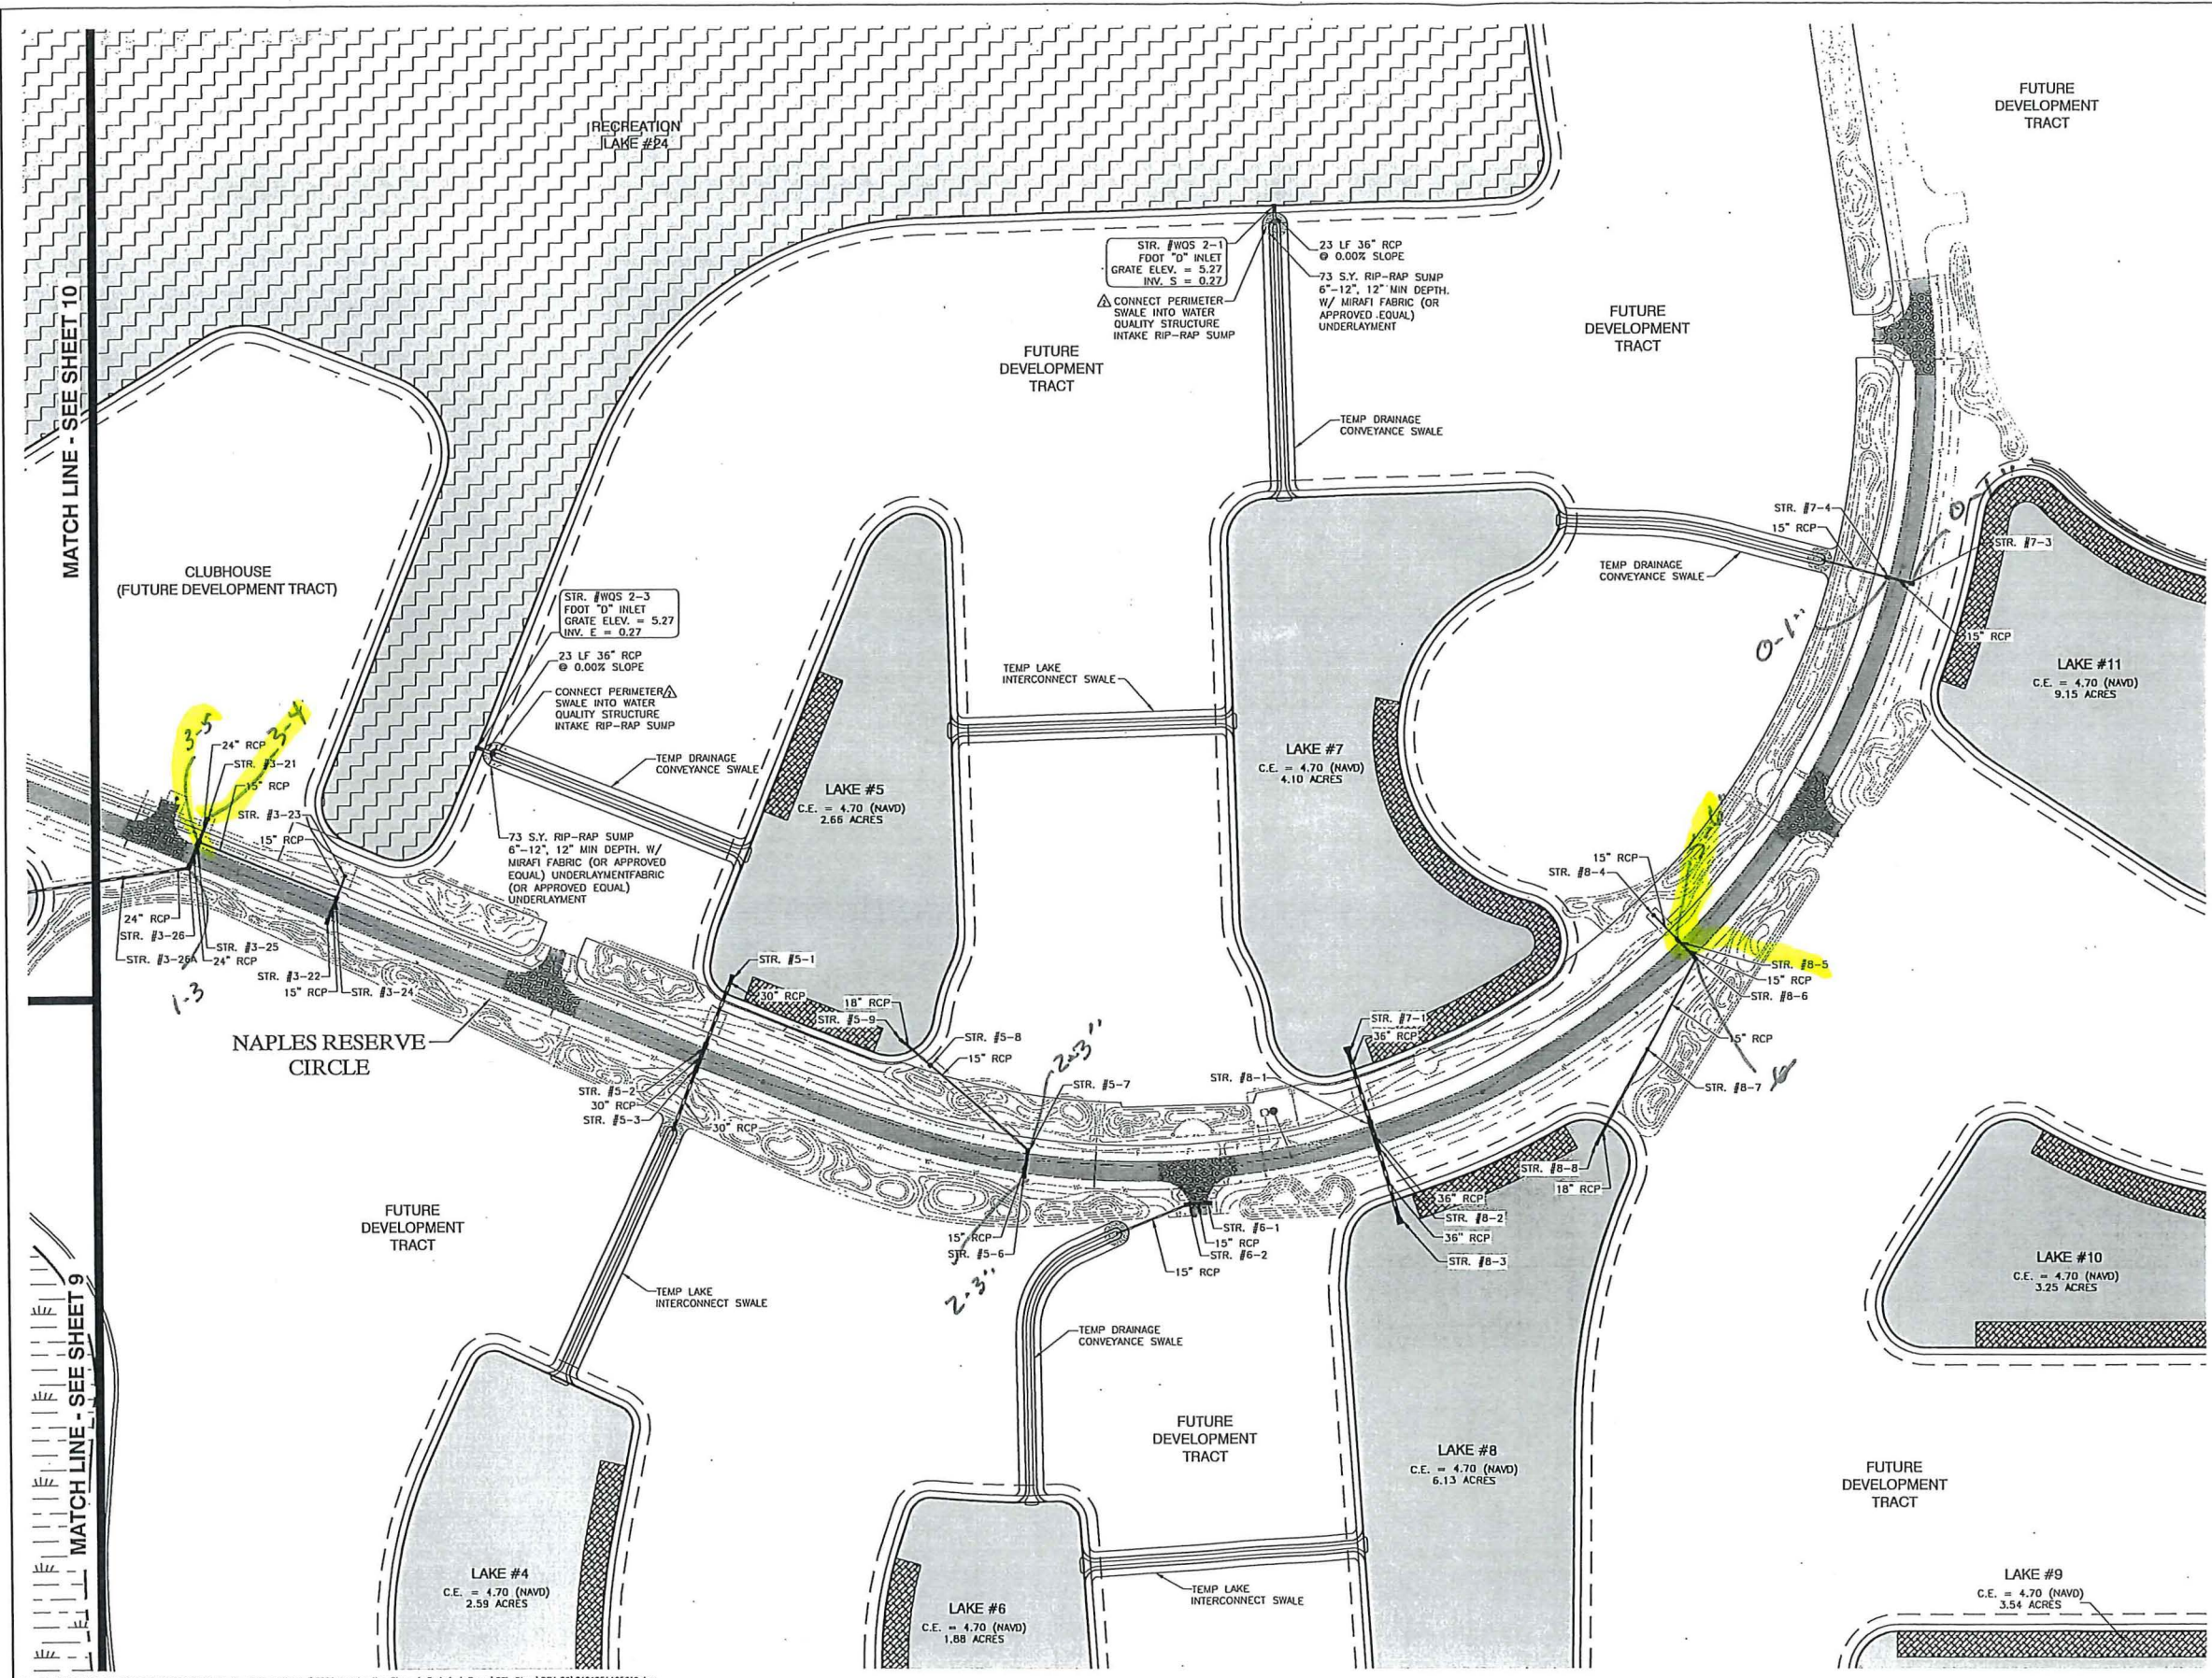 MATCH LINE - SEE SHEET 10
MATCH LINE - SEE SHEET 9
RECREATION
LAKE #24
FUTURE
DEVELOPMENT
TRACT
STR. #WQS 2-1
FDOT "D" INLET
GRATE ELEV. = 5.27
INV. S = 0.27
CONNECT PERIMETER
SWALE INTO WATER
QUALITY STRUCTURE
INTAKE RIP-RAP SUMP
23 LF 36" RCP
@ 0.00% SLOPE
73 S.Y. RIP-RAP SUMP
6"-12", 12" MIN DEPTH.
W/ MIRAFI FABRIC (OR
APPROVED EQUAL)
UNDERLAYMENT
FUTURE
DEVELOPMENT
TRACT
FUTURE
DEVELOPMENT
TRACT
TEMP DRAINAGE
CONVEYANCE SWALE
CLUBHOUSE
(FUTURE DEVELOPMENT TRACT)
STR. #WQS 2-3
FDOT "D" INLET
GRATE ELEV. = 5.27
INV. E = 0.27
23 LF 36" RCP
@ 0.00% SLOPE
CONNECT PERIMETER
SWALE INTO WATER
QUALITY STRUCTURE
INTAKE RIP-RAP SUMP
TEMP DRAINAGE
CONVEYANCE SWALE
73 S.Y. RIP-RAP SUMP
6"-12", 12" MIN DEPTH. W/
MIRAFI FABRIC (OR APPROVED
EQUAL) UNDERLAYMENTFABRIC
(OR APPROVED EQUAL)
UNDERLAYMENT
TEMP LAKE
INTERCONNECT SWALE
LAKE #5
C.E. = 4.70 (NAVD)
2.66 ACRES
LAKE #7
C.E. = 4.70 (NAVD)
4.10 ACRES
TEMP DRAINAGE
CONVEYANCE SWALE
STR. #7-4
15" RCP
STR. #7-3
15" RCP
0-1"
LAKE #11
C.E. = 4.70 (NAVD)
9.15 ACRES
3-5
3-4
24" RCP
STR. #3-21
15" RCP
STR. #3-23
15" RCP
24" RCP
STR. #3-26
STR. #3-26A
STR. #3-25
24" RCP
STR. #3-22
15" RCP
STR. #3-24
1-3
NAPLES RESERVE
CIRCLE
STR. #5-1
30" RCP
18" RCP
STR. #5-9
STR. #5-8
15" RCP
2-3"
STR. #5-7
STR. #5-2
30" RCP
STR. #5-3
30" RCP
15" RCP
STR. #5-6
2-3"
STR. #7-1
36" RCP
STR. #8-1
15" RCP
STR. #8-4
STR. #8-5
15" RCP
STR. #8-6
15" RCP
STR. #8-7
STR. #8-8
18" RCP
36" RCP
STR. #8-2
36" RCP
STR. #8-3
STR. #6-1
15" RCP
STR. #6-2
15" RCP
FUTURE
DEVELOPMENT
TRACT
TEMP LAKE
INTERCONNECT SWALE
TEMP DRAINAGE
CONVEYANCE SWALE
FUTURE
DEVELOPMENT
TRACT
LAKE #10
C.E. = 4.70 (NAVD)
3.25 ACRES
LAKE #8
C.E. = 4.70 (NAVD)
6.13 ACRES
FUTURE
DEVELOPMENT
TRACT
LAKE #4
C.E. = 4.70 (NAVD)
2.59 ACRES
LAKE #6
C.E. = 4.70 (NAVD)
1.88 ACRES
TEMP LAKE
INTERCONNECT SWALE
LAKE #9
C.E. = 4.70 (NAVD)
3.54 ACRES